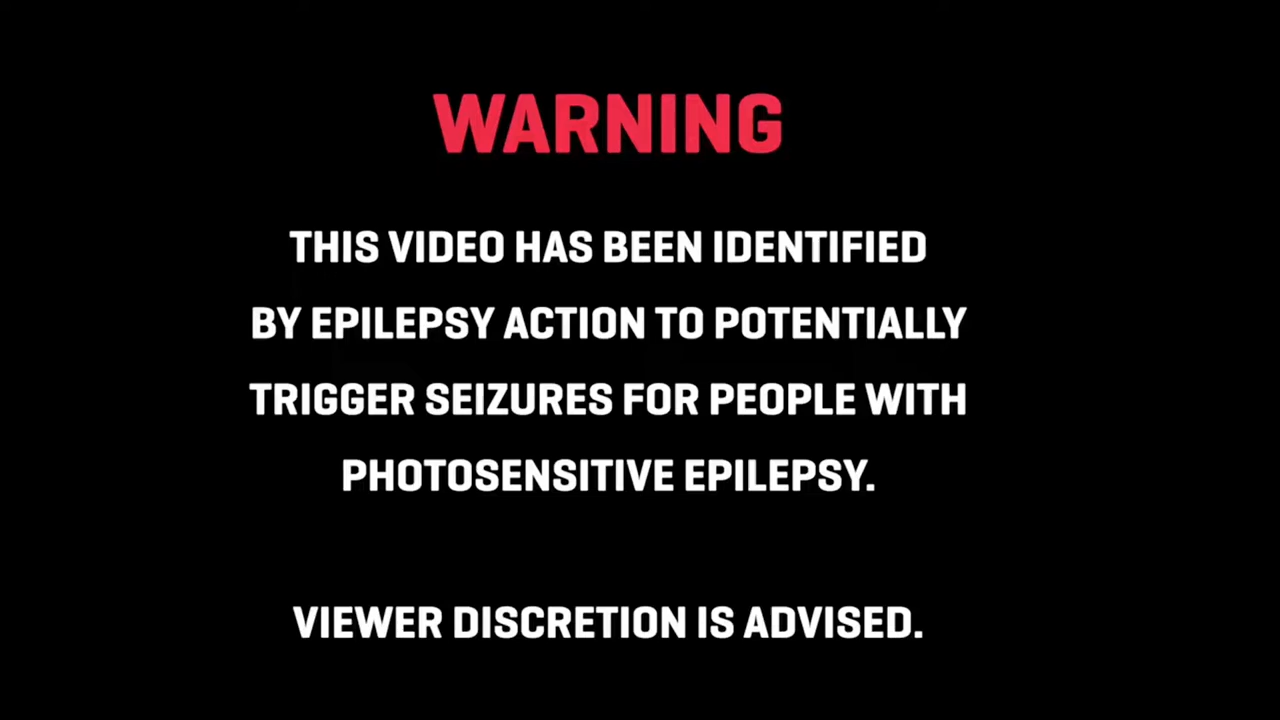 WARNING
THIS VIDEO HAS BEEN IDENTIFIED
BY EPILEPSY ACTION TO POTENTIALLY
TRIGGER SEIZURES FOR PEOPLE WITH
PHOTOSENSITIVE EPILEPSY.
VIEWER DISCRETION IS ADVISED.